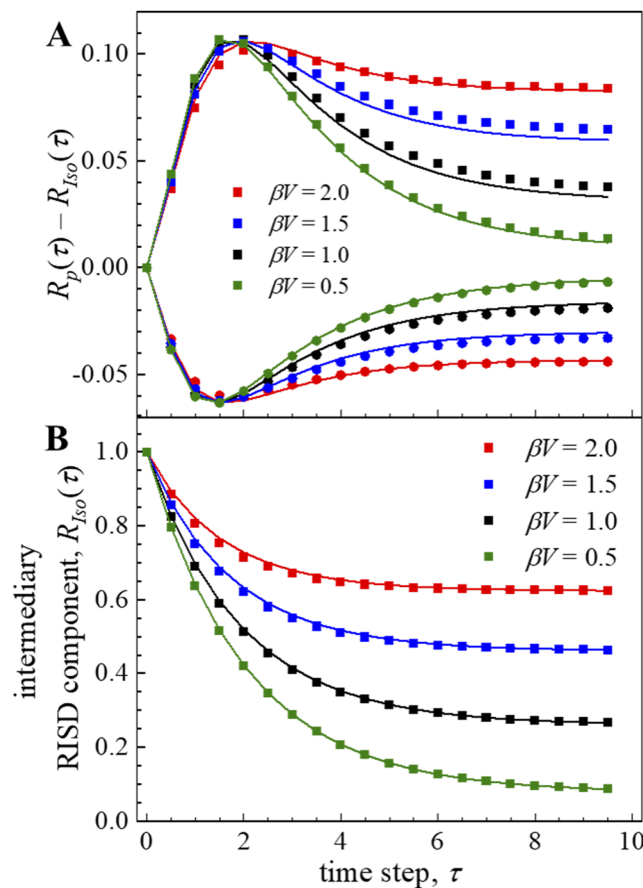 A
0.10
0.05
0.00
-0.05
R_p(τ) − R_Iso(τ)
βV = 2.0
βV = 1.5
βV = 1.0
βV = 0.5
B
1.0
0.8
0.6
0.4
0.2
0.0
intermediary
RISD component, R_Iso(τ)
βV = 2.0
βV = 1.5
βV = 1.0
βV = 0.5
0 2 4 6 8 10
time step, τ